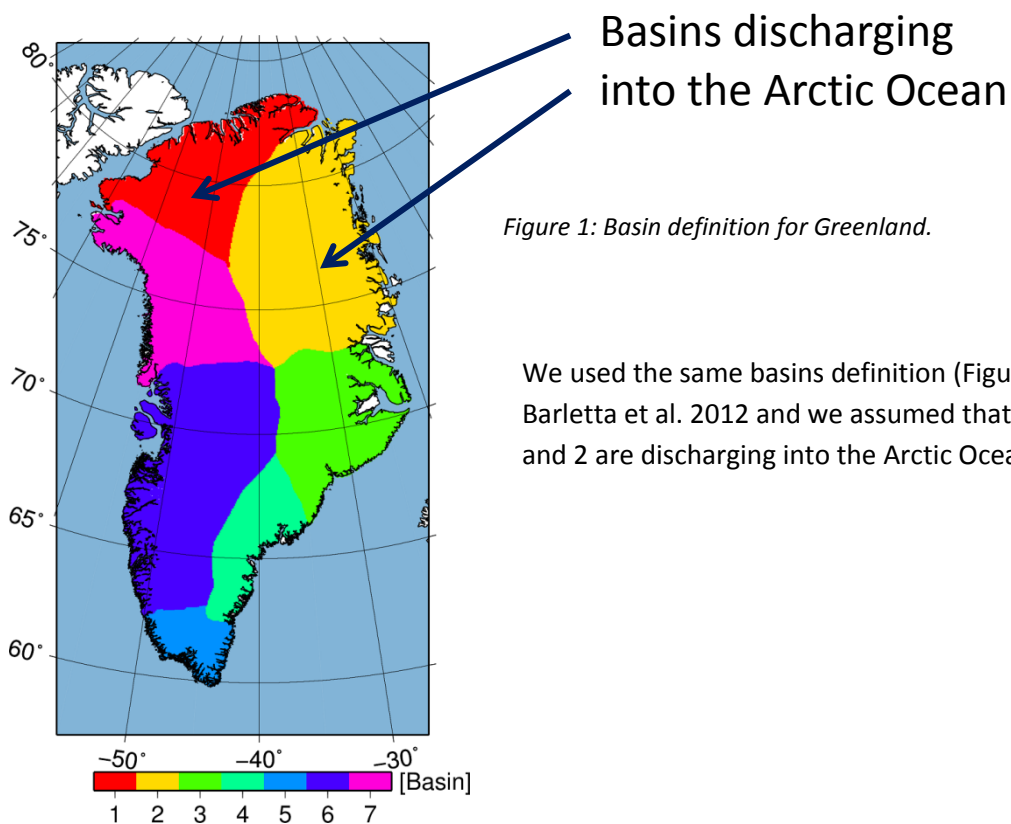 Basins discharging
into the Arctic Ocean
80°
75°
70°
65°
60°
Figure 1: Basin definition for Greenland.
We used the same basins definition (Figu
Barletta et al. 2012 and we assumed that
and 2 are discharging into the Arctic Ocea
−50° −40° −30°
[Basin]
1 2 3 4 5 6 7